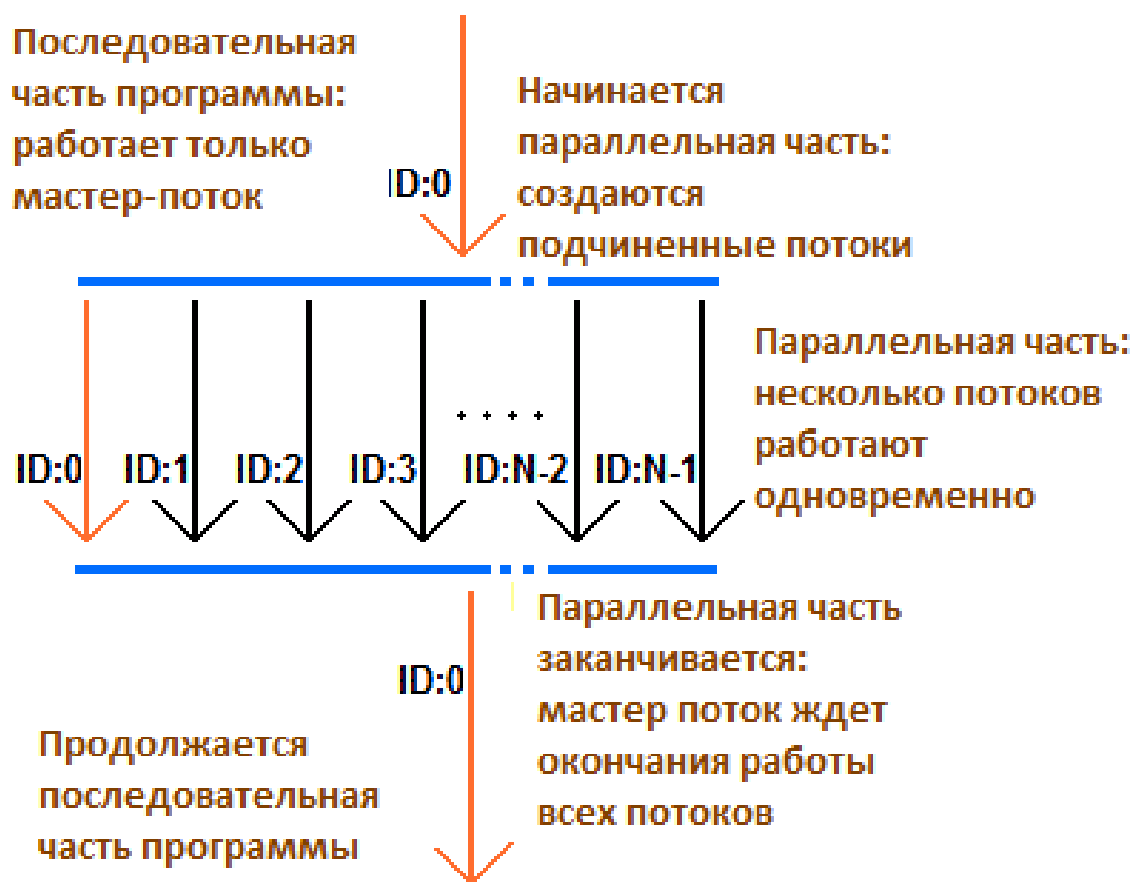 Последовательная
часть программы:
работает только
мастер-поток
ID:0
Начинается
параллельная часть:
создаются
подчиненные потоки
ID:0 ID:1 ID:2 ID:3 .... ID:N-2 ID:N-1
Параллельная часть:
несколько потоков
работают
одновременно
ID:0
Параллельная часть
заканчивается:
мастер поток ждет
окончания работы
всех потоков
Продолжается
последовательная
часть программы